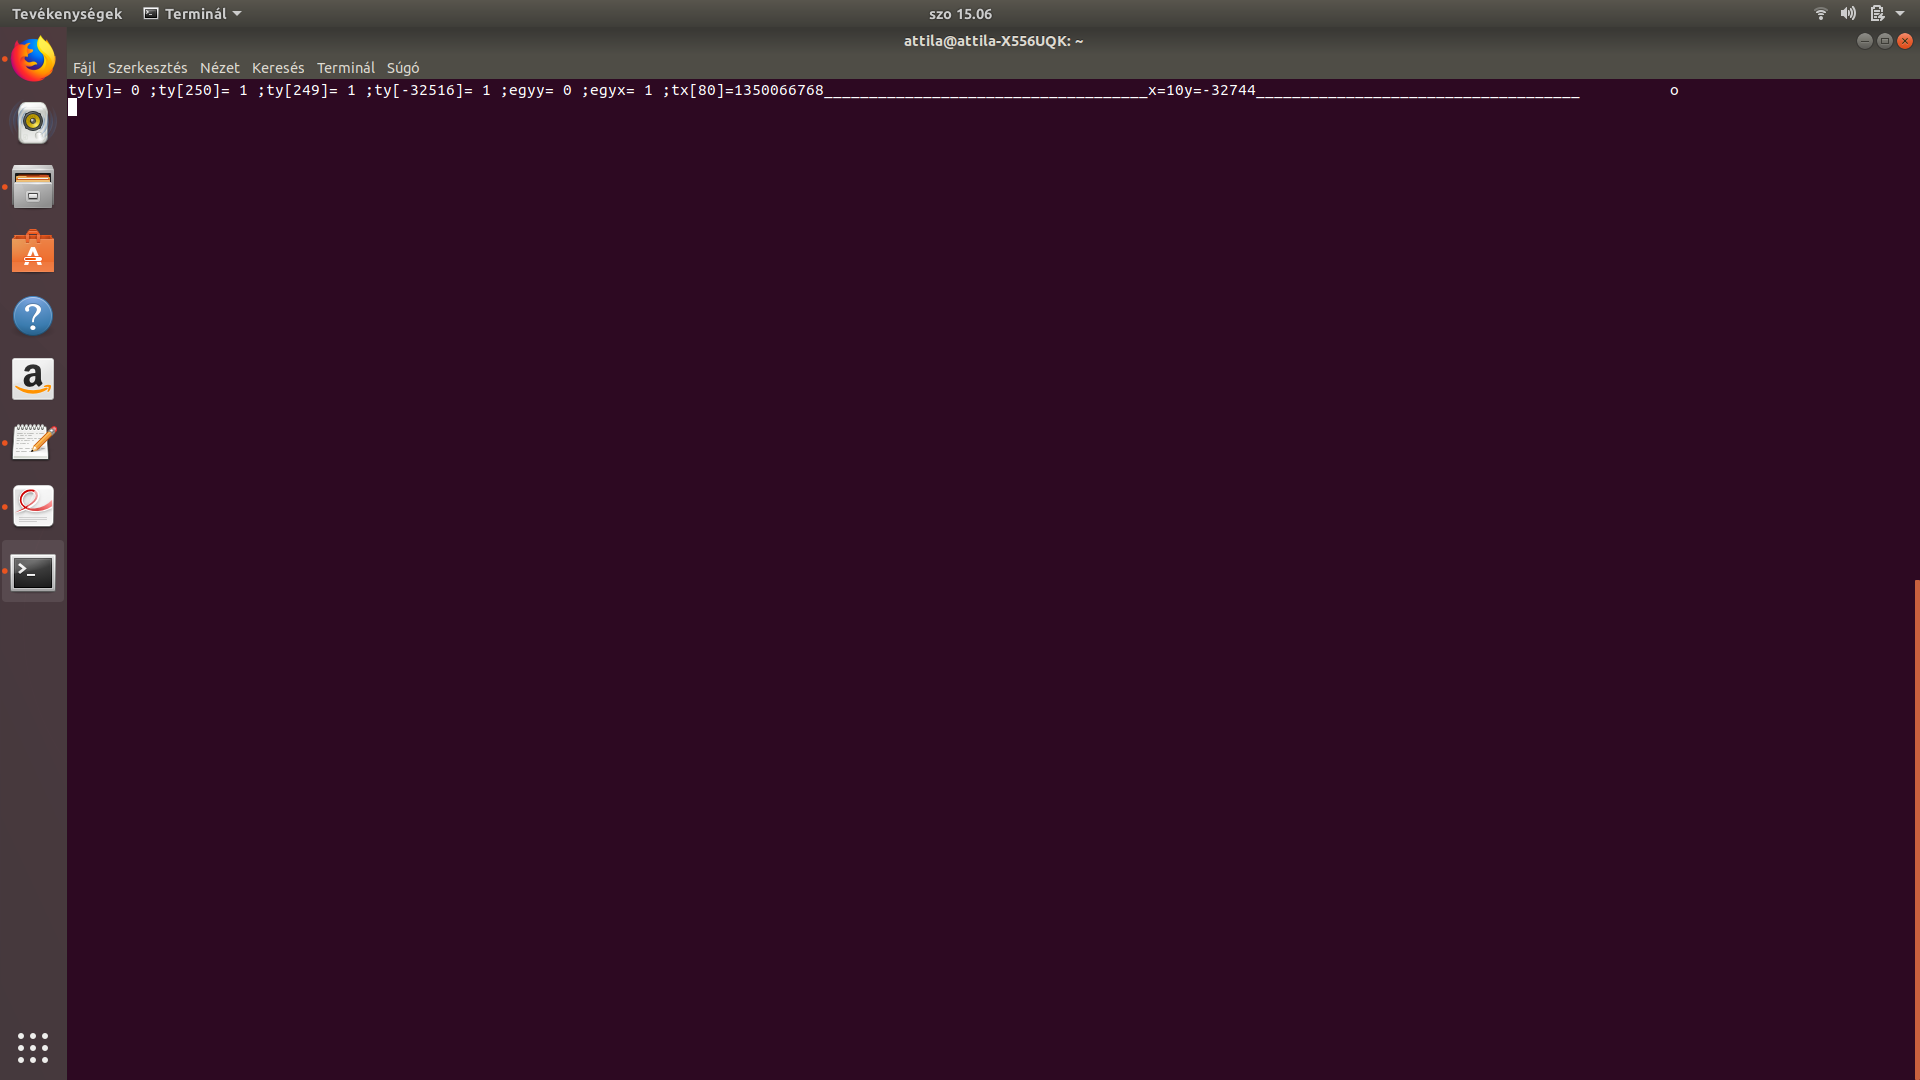 Tevékenységek Terminál szo 15.06
attila@attila-X556UQK: ~
Fájl Szerkesztés Nézet Keresés Terminál Súgó
ty[y]= 0 ;ty[250]= 1 ;ty[249]= 1 ;ty[-32516]= 1 ;egyy= 0 ;egyx= 1 ;tx[80]=1350066768____________________________________x=10y=-32744____________________________________          o